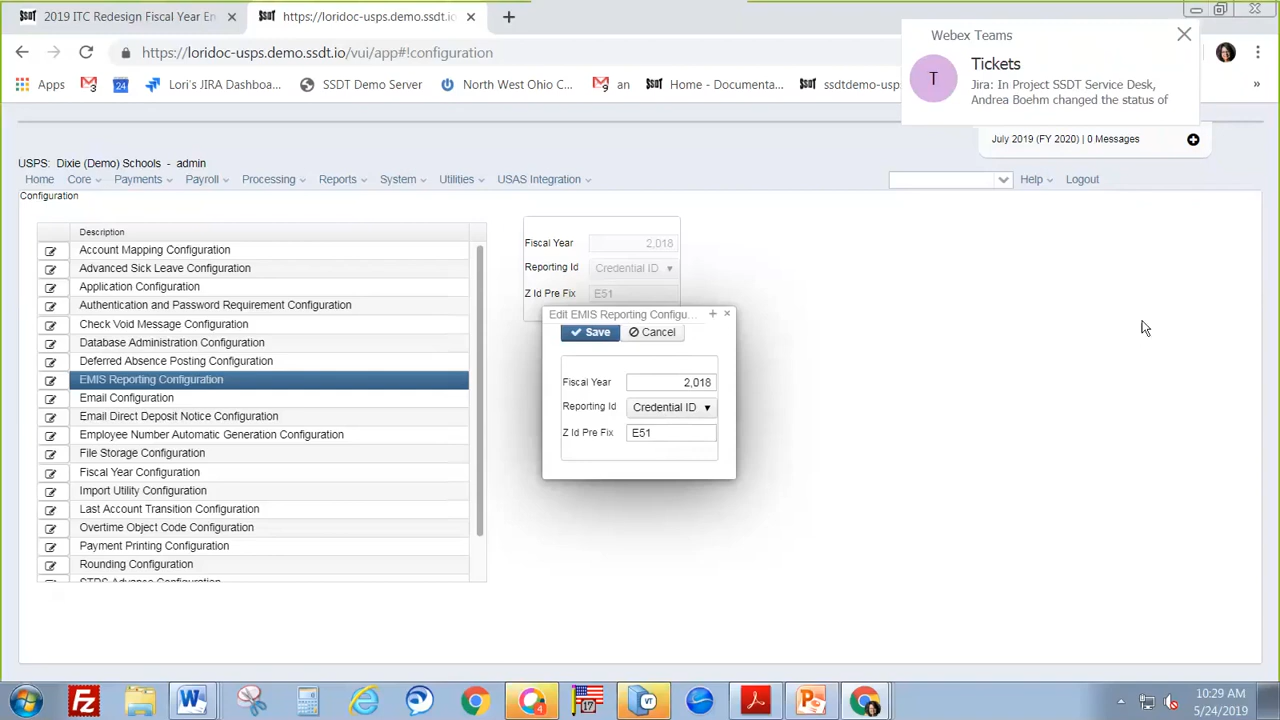 2019 ITC Redesign Fiscal Year En
https://loridoc-usps.demo.ssdt.io/
https://loridoc-usps.demo.ssdt.io/vui/app#!configuration
Webex Teams
Tickets
Jira: In Project SSDT Service Desk,
Andrea Boehm changed the status of
Apps
Lori's JIRA Dashboa...
SSDT Demo Server
North West Ohio C...
an
Home - Documenta...
ssdtdemo-usp
»
July 2019 (FY 2020) | 0 Messages
USPS: Dixie (Demo) Schools - admin
Home Core Payments Payroll Processing Reports System Utilities USAS Integration Help Logout
Configuration
Description
Account Mapping Configuration
Advanced Sick Leave Configuration
Application Configuration
Authentication and Password Requirement Configuration
Check Void Message Configuration
Database Administration Configuration
Deferred Absence Posting Configuration
EMIS Reporting Configuration
Email Configuration
Email Direct Deposit Notice Configuration
Employee Number Automatic Generation Configuration
File Storage Configuration
Fiscal Year Configuration
Import Utility Configuration
Last Account Transition Configuration
Overtime Object Code Configuration
Payment Printing Configuration
Rounding Configuration
STRS Advance Configuration
Fiscal Year 2,018
Reporting Id Credential ID
Z Id Pre Fix E51
Edit EMIS Reporting Configu...
Save Cancel
Fiscal Year 2,018
Reporting Id Credential ID
Z Id Pre Fix E51
10:29 AM
5/24/2019